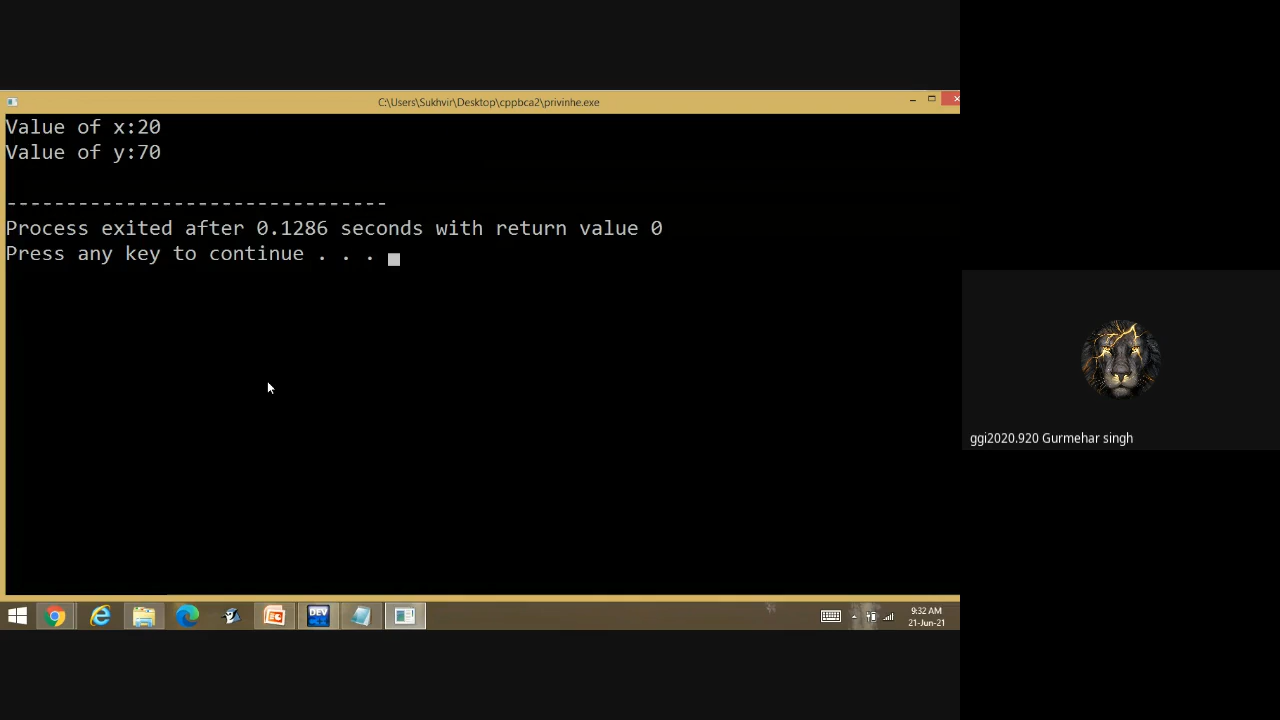 C:\Users\Sukhvir\Desktop\cppbca2\privinhe.exe
Value of x:20
Value of y:70
--------------------------------
Process exited after 0.1286 seconds with return value 0
Press any key to continue . . .
ggi2020.920 Gurmehar singh
DEV
9:32 AM
21-Jun-21